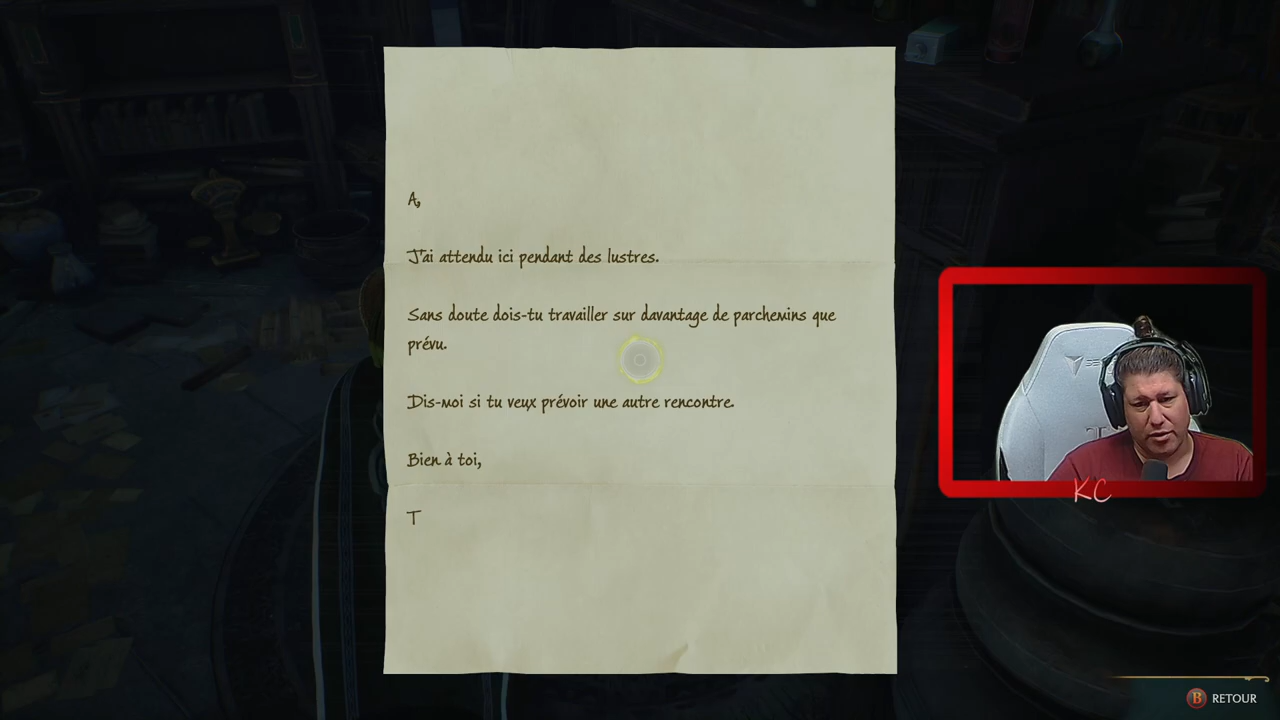 A,
J'ai attendu ici pendant des lustres.
Sans doute dois-tu travailler sur davantage de parchemins que
prévu.
Dis-moi si tu veux prévoir une autre rencontre.
Bien à toi,
T
KC
B RETOUR